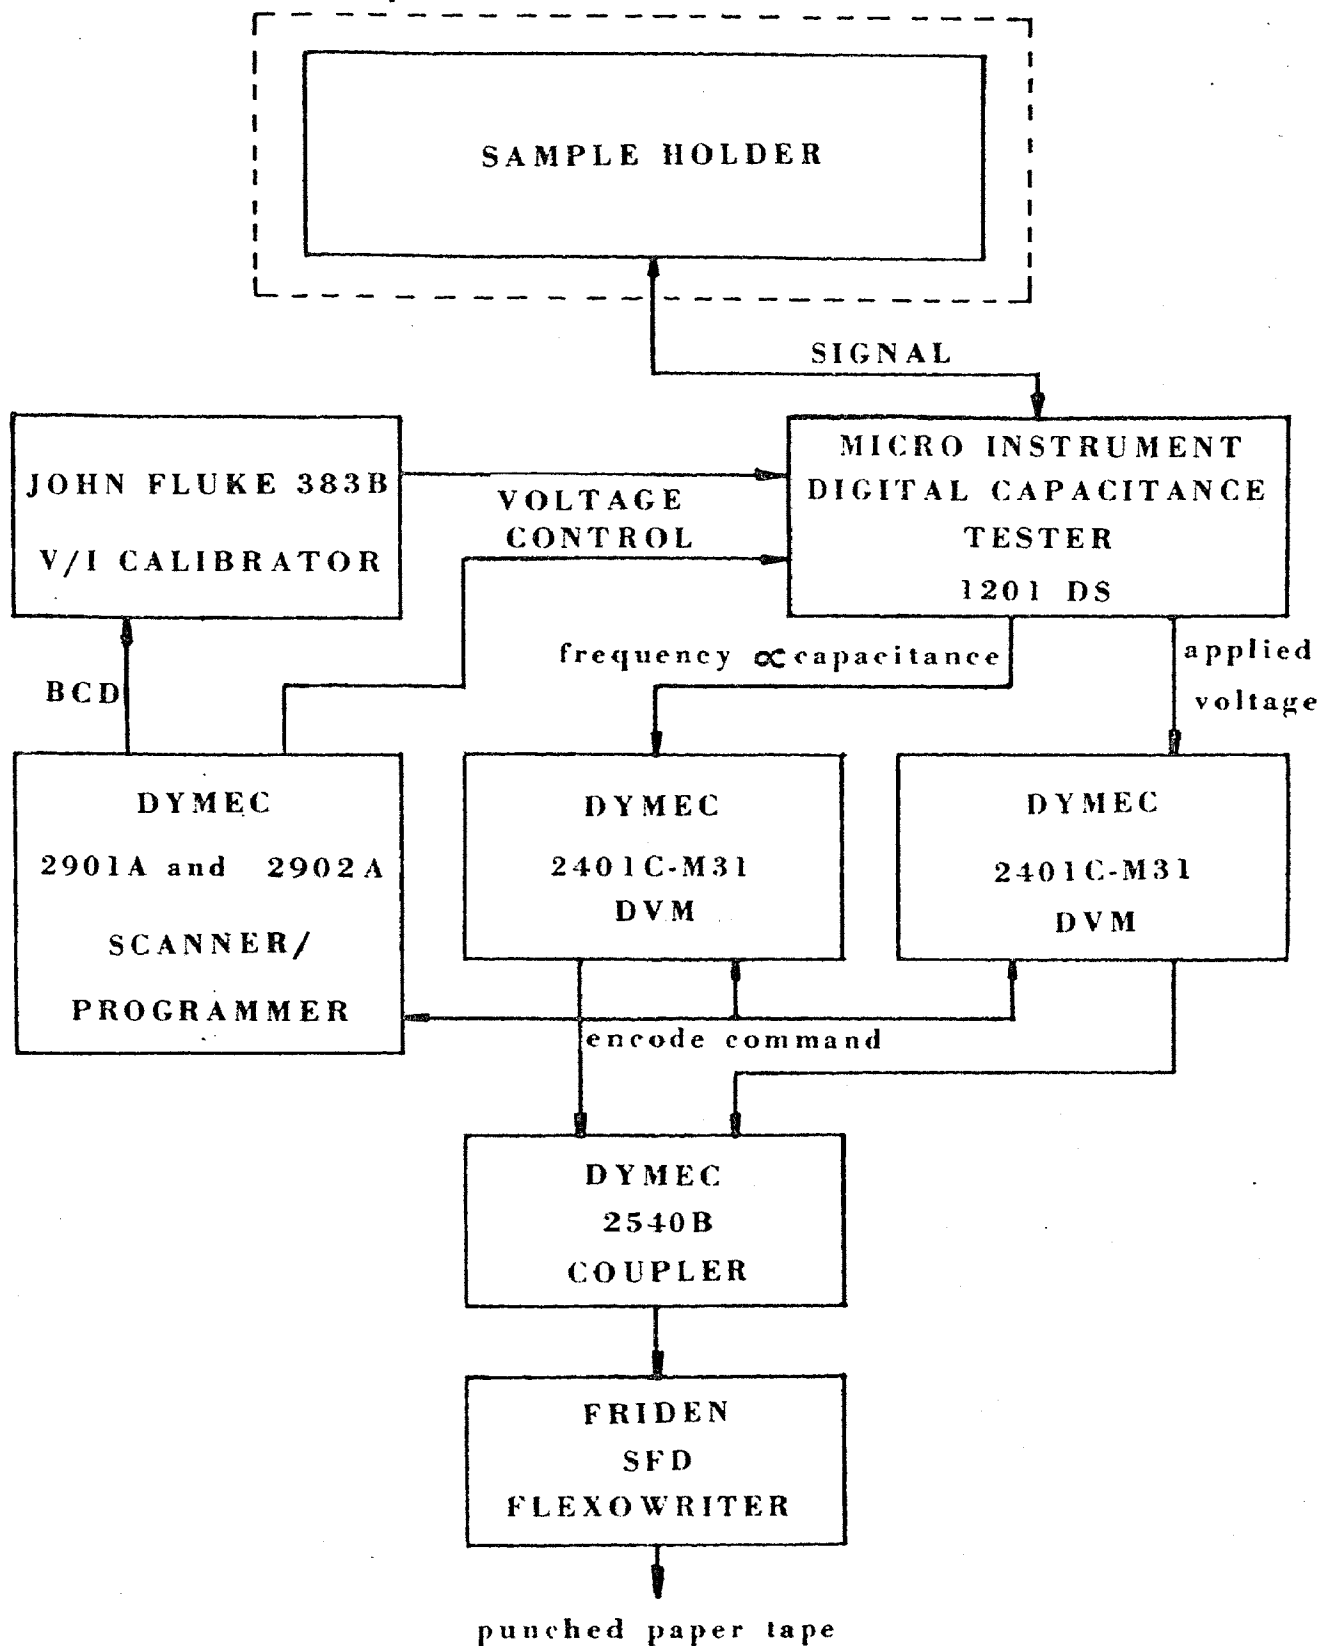 SAMPLE HOLDER
SIGNAL
JOHN FLUKE 383B
V/I CALIBRATOR
VOLTAGE
CONTROL
MICRO INSTRUMENT
DIGITAL CAPACITANCE
TESTER
1201 DS
frequency ∝ capacitance
applied
voltage
BCD
DYMEC
2901A and 2902A
SCANNER/
PROGRAMMER
DYMEC
2401C-M31
DVM
DYMEC
2401C-M31
DVM
encode command
DYMEC
2540B
COUPLER
FRIDEN
SFD
FLEXOWRITER
punched paper tape